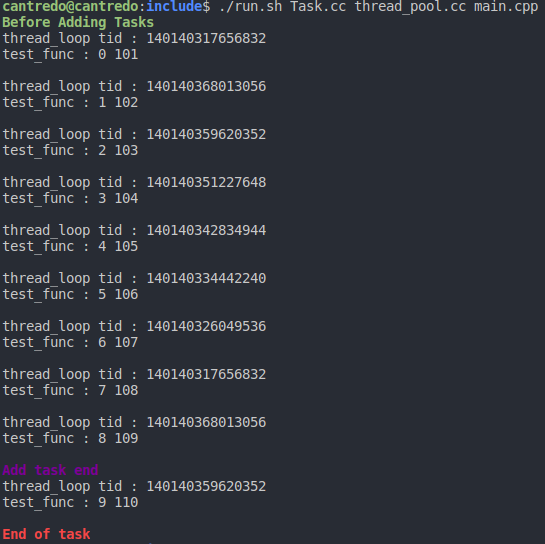 cantredo@cantredo:include$ ./run.sh Task.cc thread_pool.cc main.cpp
Before Adding Tasks
thread_loop tid : 140140317656832
test_func : 0 101
thread_loop tid : 140140368013056
test_func : 1 102
thread_loop tid : 140140359620352
test_func : 2 103
thread_loop tid : 140140351227648
test_func : 3 104
thread_loop tid : 140140342834944
test_func : 4 105
thread_loop tid : 140140334442240
test_func : 5 106
thread_loop tid : 140140326049536
test_func : 6 107
thread_loop tid : 140140317656832
test_func : 7 108
thread_loop tid : 140140368013056
test_func : 8 109
Add task end
thread_loop tid : 140140359620352
test_func : 9 110
End of task